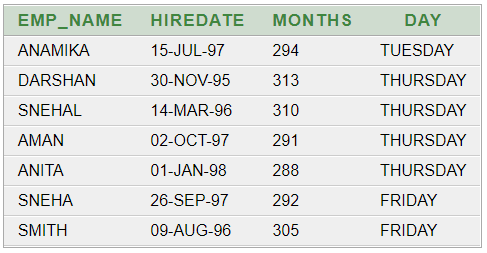 EMP_NAME HIREDATE MONTHS DAY
ANAMIKA 15-JUL-97 294 TUESDAY
DARSHAN 30-NOV-95 313 THURSDAY
SNEHAL 14-MAR-96 310 THURSDAY
AMAN 02-OCT-97 291 THURSDAY
ANITA 01-JAN-98 288 THURSDAY
SNEHA 26-SEP-97 292 FRIDAY
SMITH 09-AUG-96 305 FRIDAY